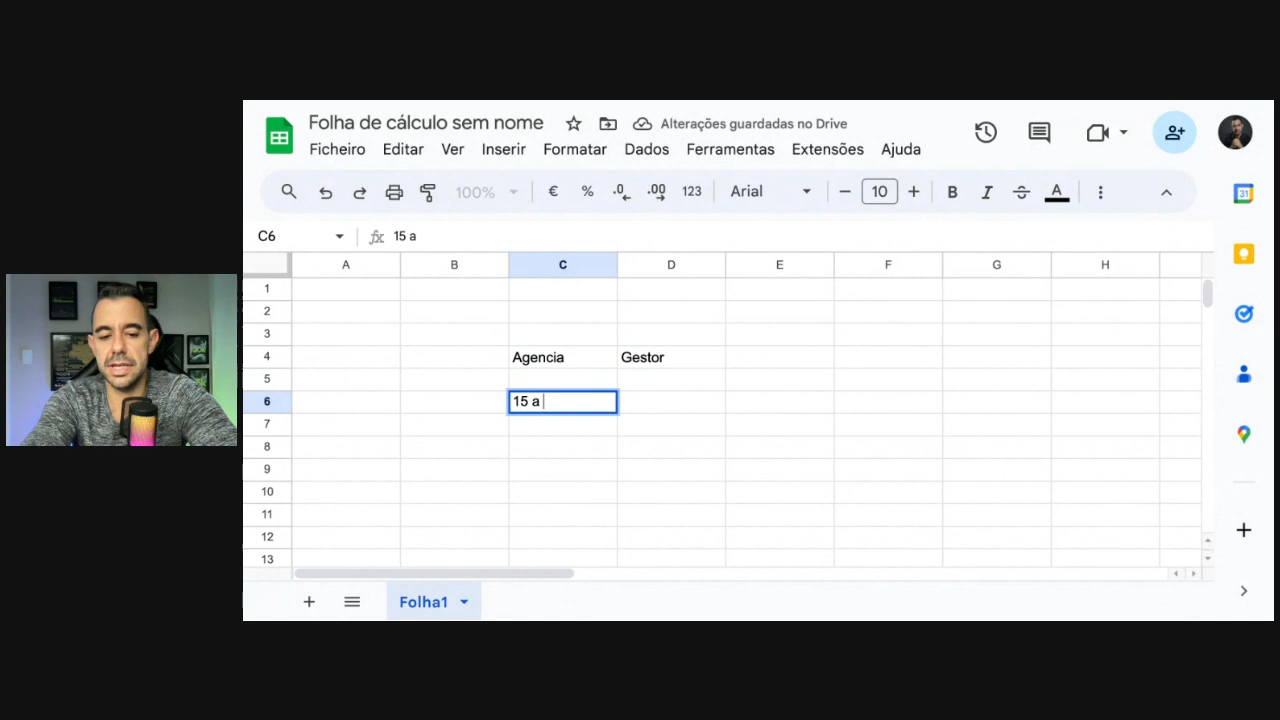 Folha de cálculo sem nome
Alterações guardadas no Drive
Ficheiro Editar Ver Inserir Formatar Dados Ferramentas Extensões Ajuda
100% € % .0 .00 123 Arial 10 B I A
C6 15 a
A B C D E F G H
1
2
3
4 Agencia Gestor
5
6 15 a
7
8
9
10
11
12
13
Folha1
31